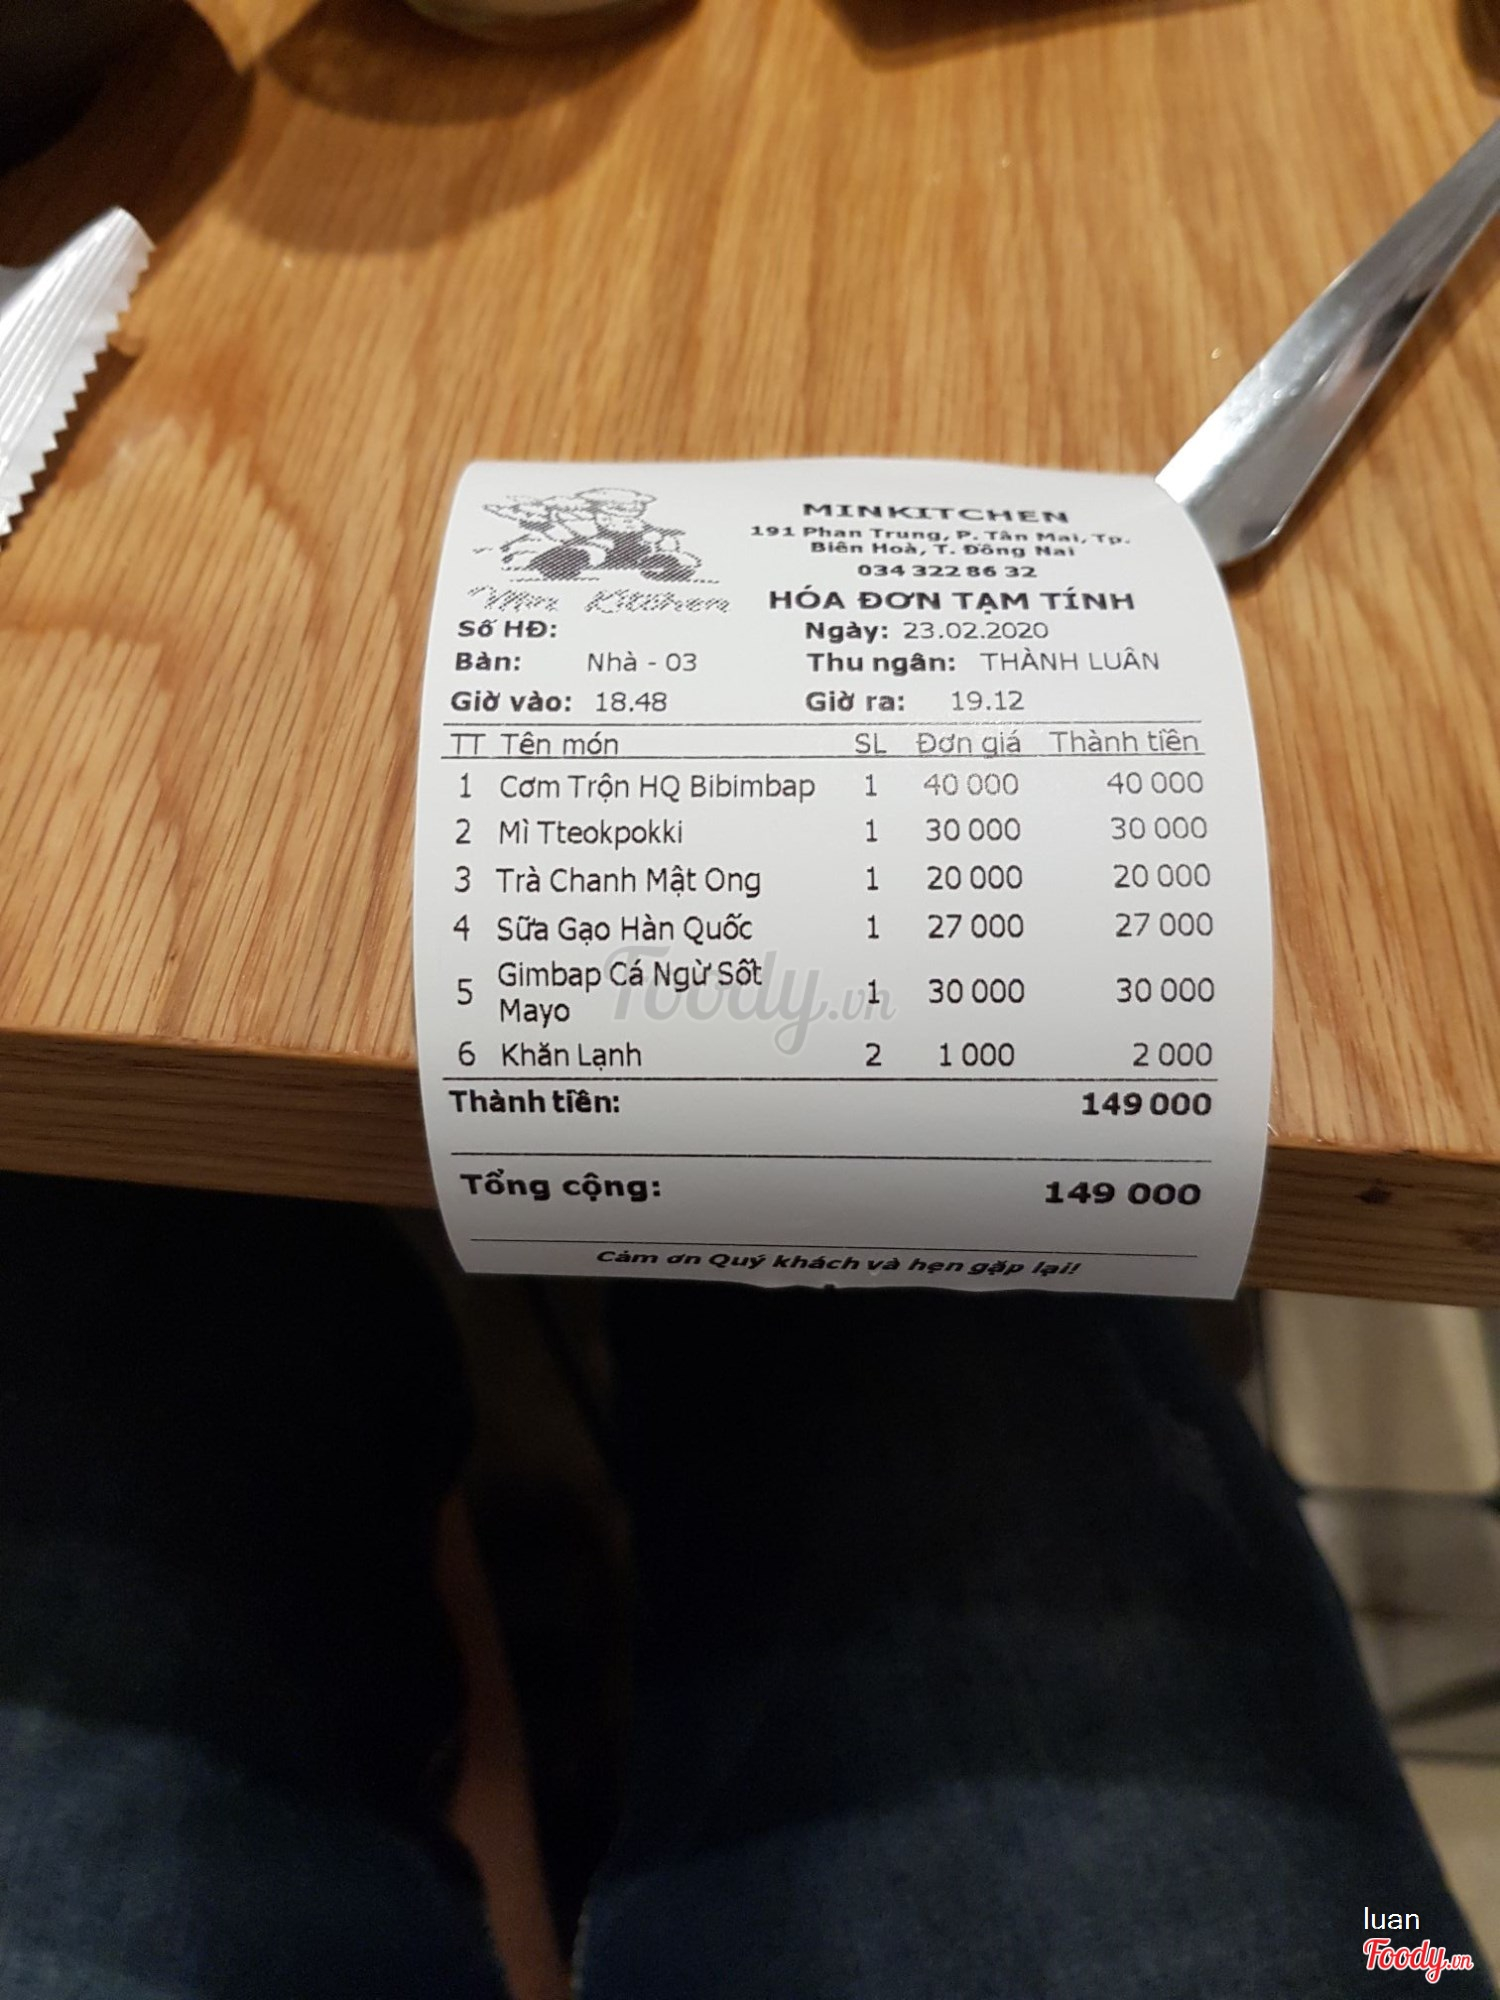 MINKITCHEN
191 Phan Trung, P. Tân Mai, Tp.
Biên Hoà, T. Đồng Nai
034 322 86 32
Min Kitchen
HÓA ĐƠN TẠM TÍNH
Số HĐ:
Ngày: 23.02.2020
Bàn: Nhà - 03
Thu ngân: THÀNH LUÂN
Giờ vào: 18.48
Giờ ra: 19.12
TT Tên món SL Đơn giá Thành tiền
1 Cơm Trộn HQ Bibimbap 1 40 000 40 000
2 Mì Tteokpokki 1 30 000 30 000
3 Trà Chanh Mật Ong 1 20 000 20 000
4 Sữa Gạo Hàn Quốc 1 27 000 27 000
5 Gimbap Cá Ngừ Sốt
Mayo 1 30 000 30 000
6 Khăn Lạnh 2 1 000 2 000
Thành tiền: 149 000
Tổng cộng: 149 000
Cảm ơn Quý khách và hẹn gặp lại!
Foody.vn
luan
Foody.vn